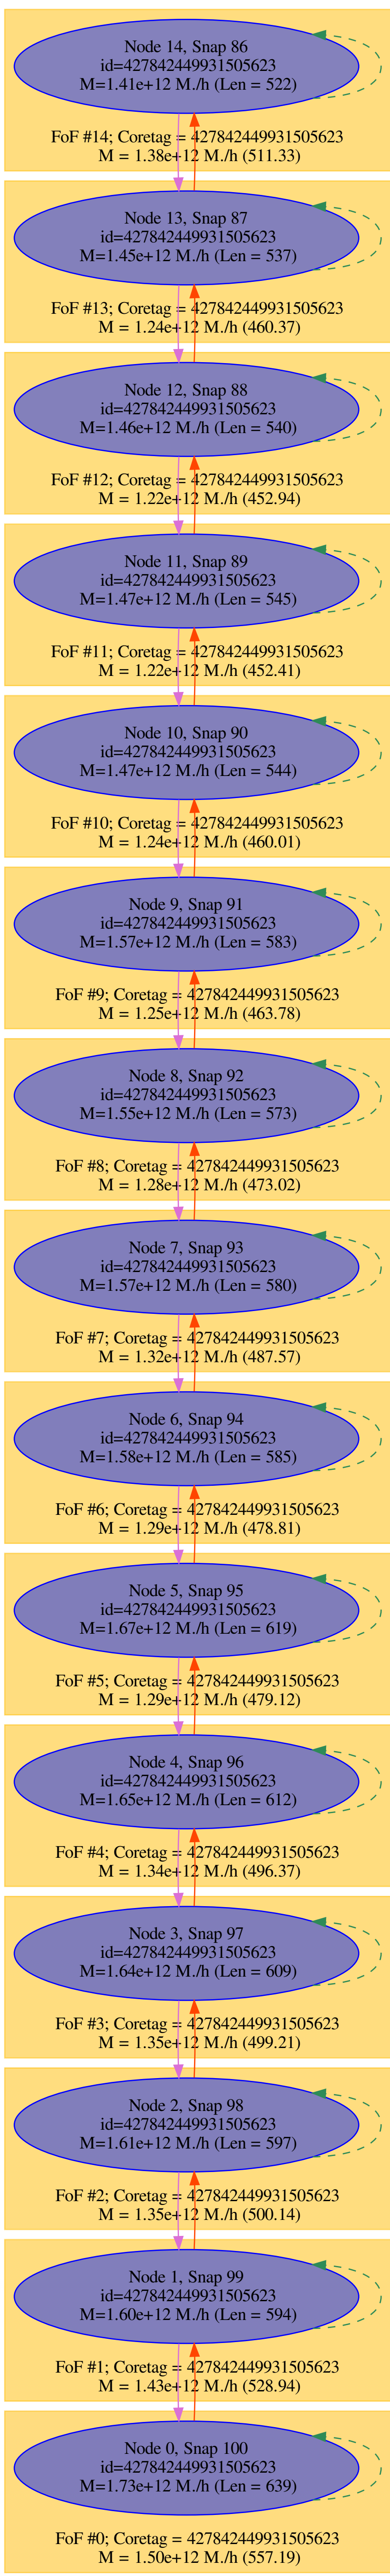 Node 14, Snap 86
id=427842449931505623
M=1.41e+12 M./h (Len = 522)
FoF #14; Coretag = 427842449931505623
M = 1.38e+12 M./h (511.33)
Node 13, Snap 87
id=427842449931505623
M=1.45e+12 M./h (Len = 537)
FoF #13; Coretag = 427842449931505623
M = 1.24e+12 M./h (460.37)
Node 12, Snap 88
id=427842449931505623
M=1.46e+12 M./h (Len = 540)
FoF #12; Coretag = 427842449931505623
M = 1.22e+12 M./h (452.94)
Node 11, Snap 89
id=427842449931505623
M=1.47e+12 M./h (Len = 545)
FoF #11; Coretag = 427842449931505623
M = 1.22e+12 M./h (452.41)
Node 10, Snap 90
id=427842449931505623
M=1.47e+12 M./h (Len = 544)
FoF #10; Coretag = 427842449931505623
M = 1.24e+12 M./h (460.01)
Node 9, Snap 91
id=427842449931505623
M=1.57e+12 M./h (Len = 583)
FoF #9; Coretag = 427842449931505623
M = 1.25e+12 M./h (463.78)
Node 8, Snap 92
id=427842449931505623
M=1.55e+12 M./h (Len = 573)
FoF #8; Coretag = 427842449931505623
M = 1.28e+12 M./h (473.02)
Node 7, Snap 93
id=427842449931505623
M=1.57e+12 M./h (Len = 580)
FoF #7; Coretag = 427842449931505623
M = 1.32e+12 M./h (487.57)
Node 6, Snap 94
id=427842449931505623
M=1.58e+12 M./h (Len = 585)
FoF #6; Coretag = 427842449931505623
M = 1.29e+12 M./h (478.81)
Node 5, Snap 95
id=427842449931505623
M=1.67e+12 M./h (Len = 619)
FoF #5; Coretag = 427842449931505623
M = 1.29e+12 M./h (479.12)
Node 4, Snap 96
id=427842449931505623
M=1.65e+12 M./h (Len = 612)
FoF #4; Coretag = 427842449931505623
M = 1.34e+12 M./h (496.37)
Node 3, Snap 97
id=427842449931505623
M=1.64e+12 M./h (Len = 609)
FoF #3; Coretag = 427842449931505623
M = 1.35e+12 M./h (499.21)
Node 2, Snap 98
id=427842449931505623
M=1.61e+12 M./h (Len = 597)
FoF #2; Coretag = 427842449931505623
M = 1.35e+12 M./h (500.14)
Node 1, Snap 99
id=427842449931505623
M=1.60e+12 M./h (Len = 594)
FoF #1; Coretag = 427842449931505623
M = 1.43e+12 M./h (528.94)
Node 0, Snap 100
id=427842449931505623
M=1.73e+12 M./h (Len = 639)
FoF #0; Coretag = 427842449931505623
M = 1.50e+12 M./h (557.19)